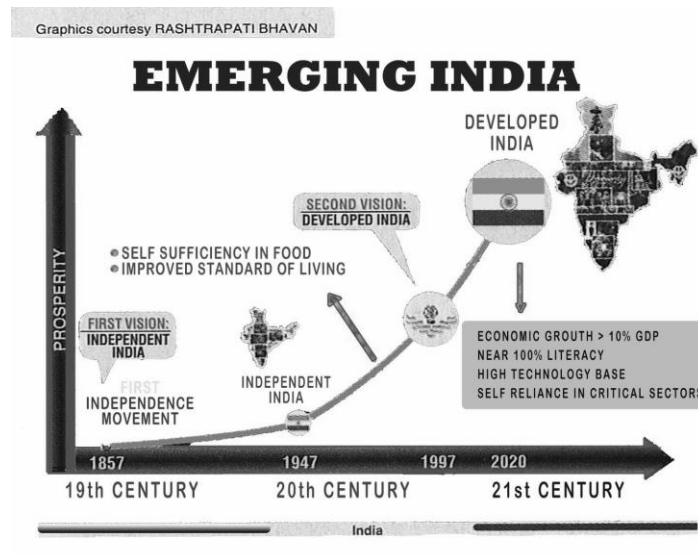 Graphics courtesy RASHTRAPATI BHAVAN
EMERGING INDIA
DEVELOPED
INDIA
SECOND VISION:
DEVELOPED INDIA
SELF SUFFICIENCY IN FOOD
IMPROVED STANDARD OF LIVING
PROSPERITY
FIRST VISION:
INDEPENDENT
INDIA
FIRST
INDEPENDENCE
MOVEMENT
INDEPENDENT
INDIA
ECONOMIC GROUTH > 10% GDP
NEAR 100% LITERACY
HIGH TECHNOLOGY BASE
SELF RELIANCE IN CRITICAL SECTORS
1857 1947 1997 2020
19th CENTURY 20th CENTURY 21st CENTURY
India